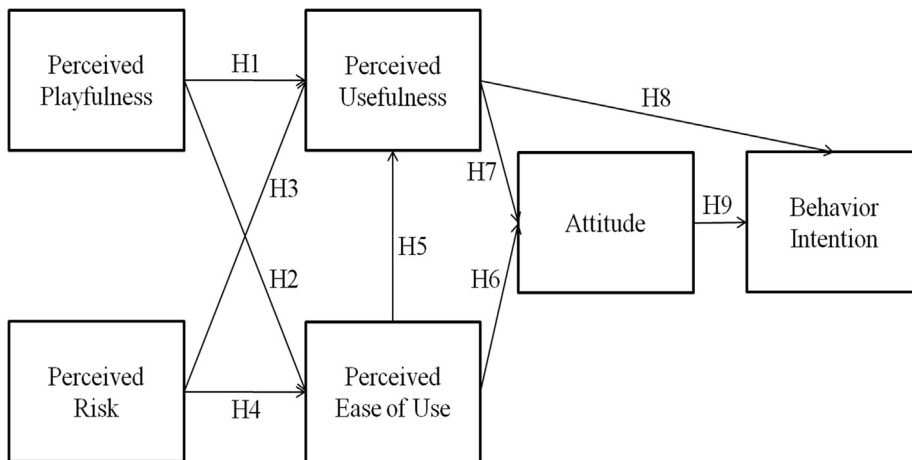 Perceived
Playfulness
H1
Perceived
Usefulness
H8
H3
H7
Attitude
H9
Behavior
Intention
H5
H2
H6
Perceived
Risk
H4
Perceived
Ease of Use